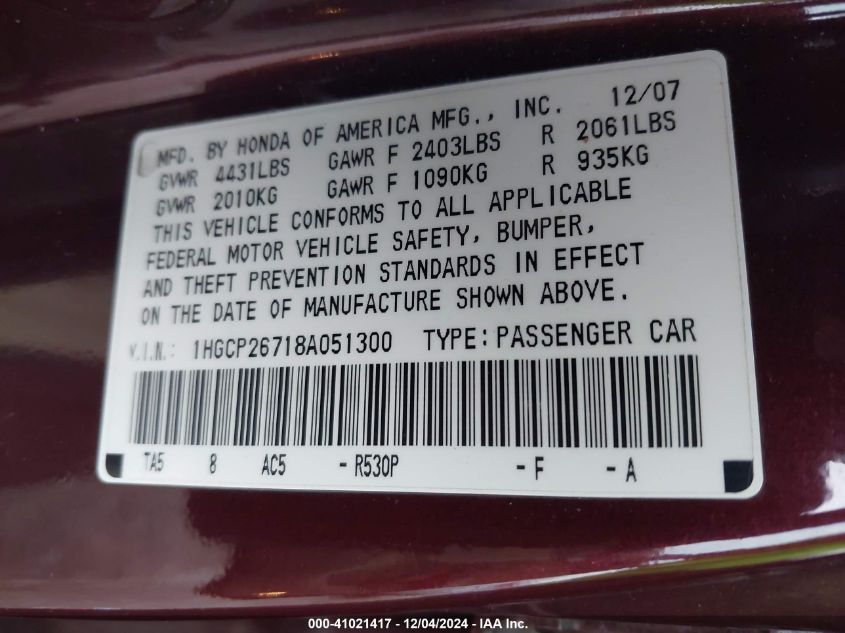 MFD. BY HONDA OF AMERICA MFG., INC. 12/07
GVWR 4431LBS GAWR F 2403LBS R 2061LBS
GVWR 2010KG GAWR F 1090KG R 935KG
THIS VEHICLE CONFORMS TO ALL APPLICABLE
FEDERAL MOTOR VEHICLE SAFETY, BUMPER,
AND THEFT PREVENTION STANDARDS IN EFFECT
ON THE DATE OF MANUFACTURE SHOWN ABOVE.
V.I.N.: 1HGCP26718A051300 TYPE: PASSENGER CAR
TA5 8 AC5 -R530P -F -A
000-41021417 - 12/04/2024 - IAA Inc.